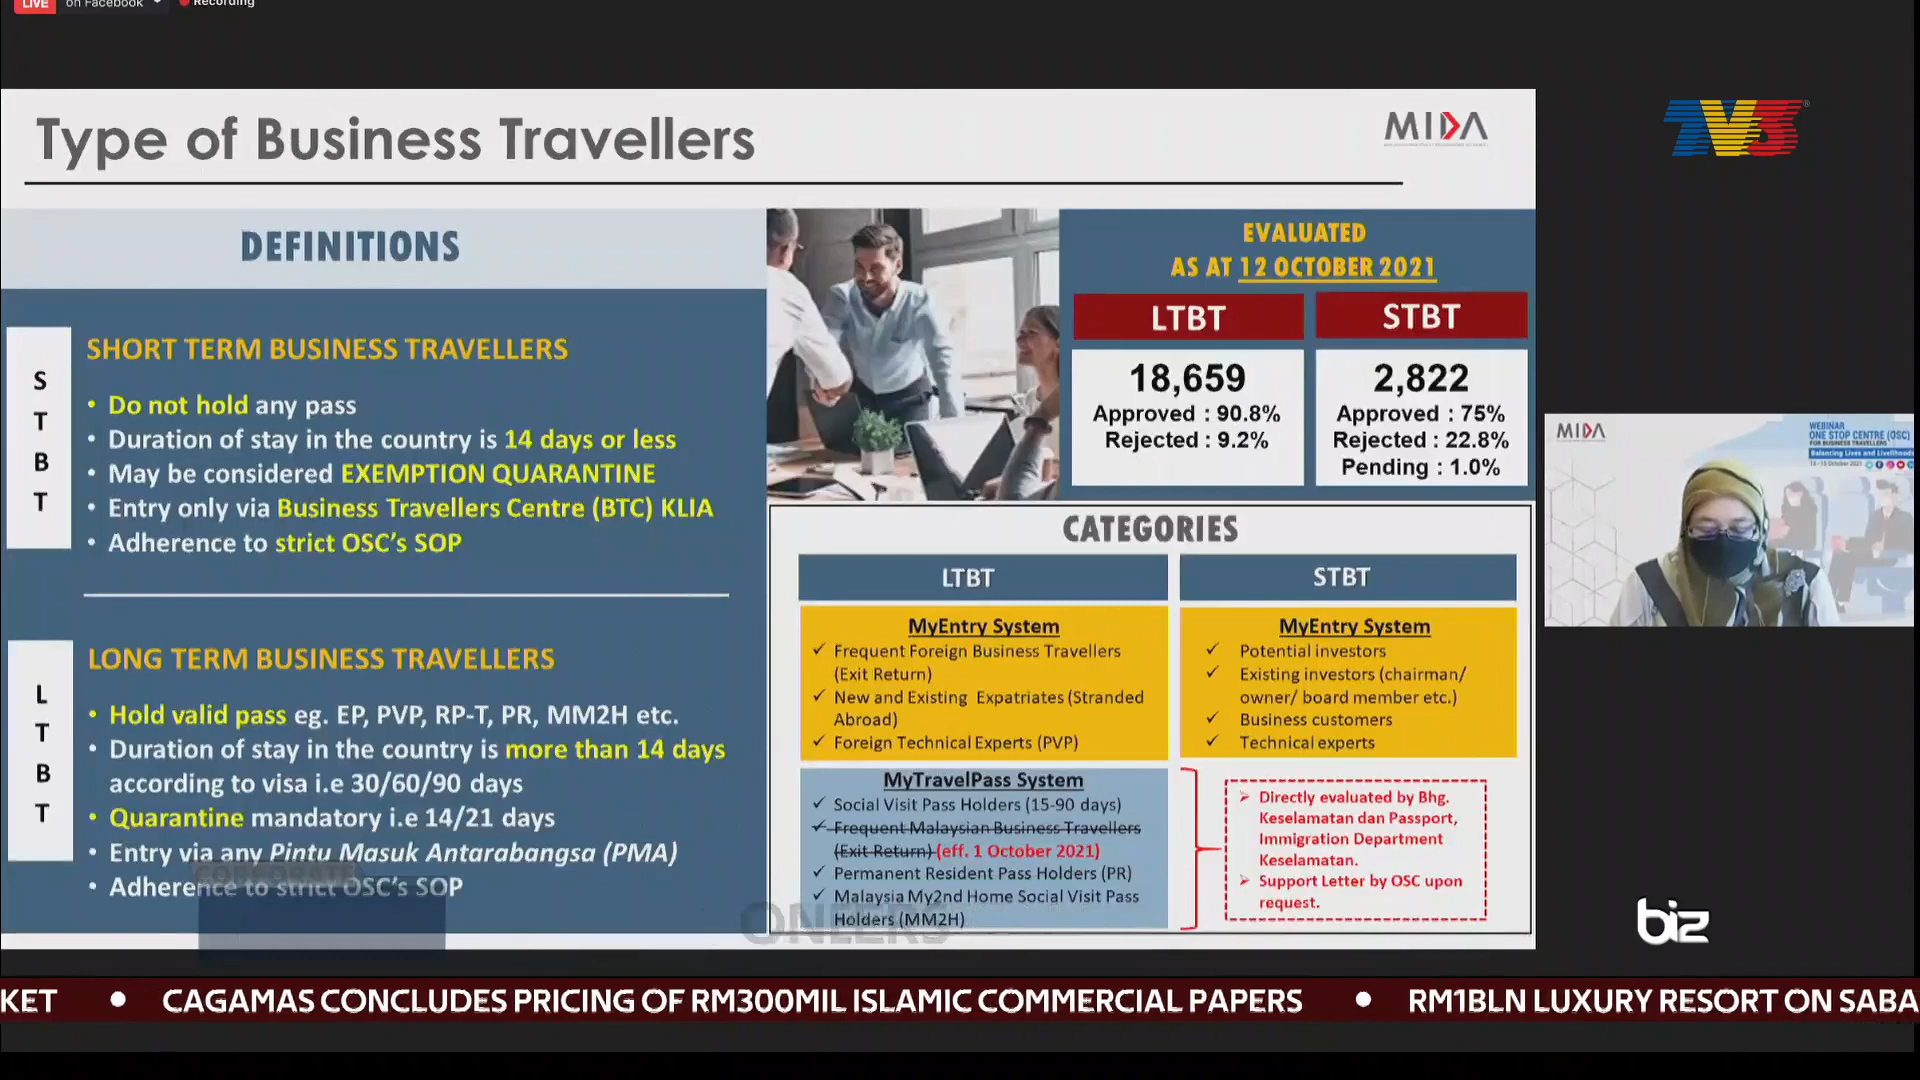 LIVE on Facebook Recording
Type of Business Travellers
MIDA
TV3
DEFINITIONS
STBT
SHORT TERM BUSINESS TRAVELLERS
• Do not hold any pass
• Duration of stay in the country is 14 days or less
• May be considered EXEMPTION QUARANTINE
• Entry only via Business Travellers Centre (BTC) KLIA
• Adherence to strict OSC’s SOP
LTBT
LONG TERM BUSINESS TRAVELLERS
• Hold valid pass eg. EP, PVP, RP-T, PR, MM2H etc.
• Duration of stay in the country is more than 14 days
according to visa i.e 30/60/90 days
• Quarantine mandatory i.e 14/21 days
• Entry via any Pintu Masuk Antarabangsa (PMA)
• Adherence to strict OSC’s SOP
EVALUATED
AS AT 12 OCTOBER 2021
LTBT
18,659
Approved : 90.8%
Rejected : 9.2%
STBT
2,822
Approved : 75%
Rejected : 22.8%
Pending : 1.0%
CATEGORIES
LTBT
MyEntry System
✓ Frequent Foreign Business Travellers
(Exit Return)
✓ New and Existing Expatriates (Stranded
Abroad)
✓ Foreign Technical Experts (PVP)
MyTravelPass System
✓ Social Visit Pass Holders (15-90 days)
✓ Frequent Malaysian Business Travellers
(Exit Return) (eff. 1 October 2021)
✓ Permanent Resident Pass Holders (PR)
✓ Malaysia My2nd Home Social Visit Pass
Holders (MM2H)
STBT
MyEntry System
✓ Potential investors
✓ Existing investors (chairman/
owner/ board member etc.)
✓ Business customers
✓ Technical experts
➢ Directly evaluated by Bhg.
Keselamatan dan Passport,
Immigration Department
Keselamatan.
➢ Support Letter by OSC upon
request.
MIDA
WEBINAR
ONE STOP CENTRE (OSC)
FOR BUSINESS TRAVELLERS
Balancing Lives and Livelihoods
biz
KET • CAGAMAS CONCLUDES PRICING OF RM300MIL ISLAMIC COMMERCIAL PAPERS • RM1BLN LUXURY RESORT ON SABA